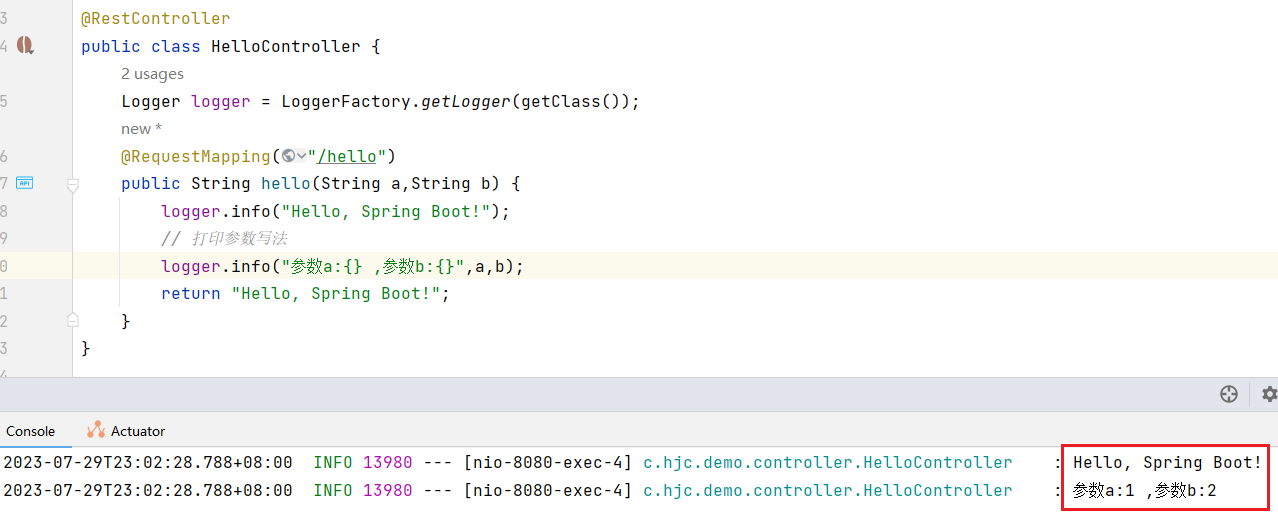 3 @RestController
4 public class HelloController {
2 usages
5 Logger logger = LoggerFactory.getLogger(getClass());
new *
6 @RequestMapping("/hello")
7 API public String hello(String a,String b) {
8 logger.info("Hello, Spring Boot!");
9 // 打印参数写法
0 logger.info("参数a:{} ,参数b:{}",a,b);
1 return "Hello, Spring Boot!";
2 }
3 }
4
Console Actuator
2023-07-29T23:02:28.788+08:00 INFO 13980 --- [nio-8080-exec-4] c.hjc.demo.controller.HelloController : Hello, Spring Boot!
2023-07-29T23:02:28.788+08:00 INFO 13980 --- [nio-8080-exec-4] c.hjc.demo.controller.HelloController : 参数a:1 ,参数b:2